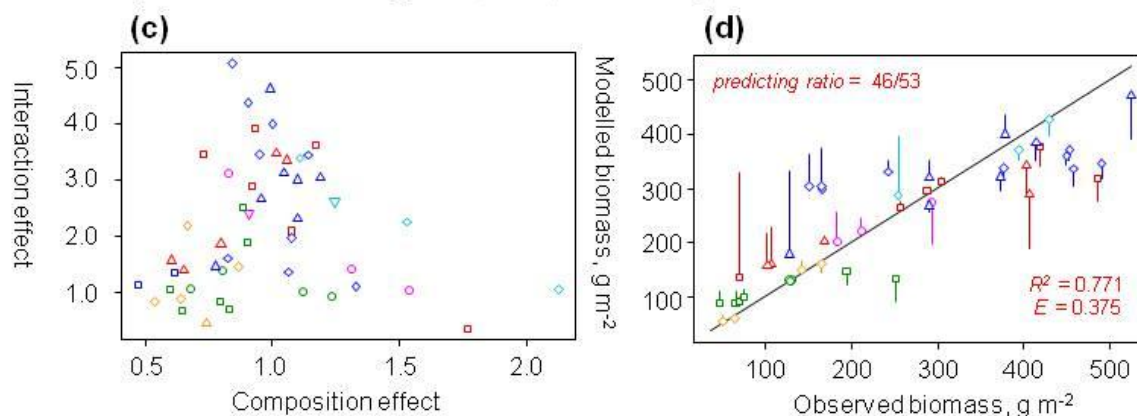 (c)
Interaction effect
5.0
4.0
3.0
2.0
1.0
0.5
1.0
1.5
2.0
Composition effect
(d)
Modelled biomass, g m⁻²
predicting ratio = 46/53
500
400
300
200
100
R² = 0.771
E = 0.375
100
200
300
400
500
Observed biomass, g m⁻²